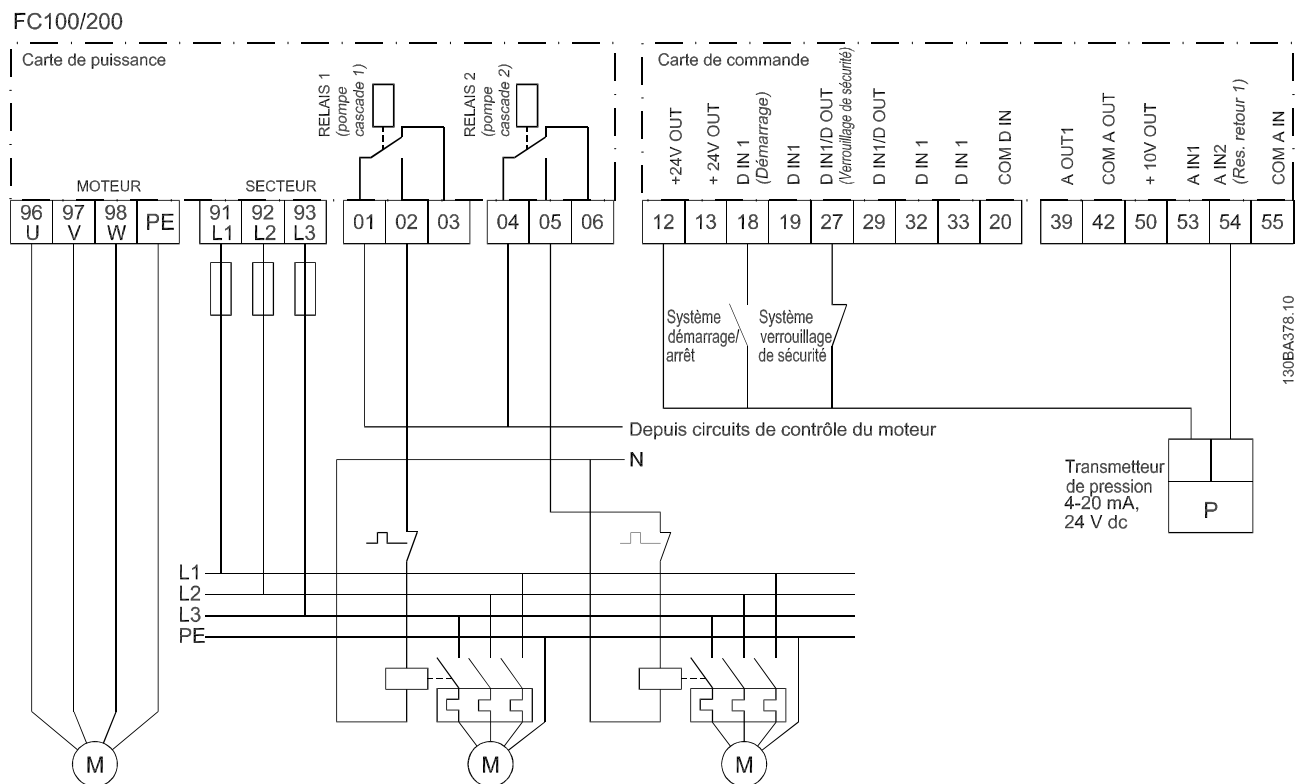 FC100/200
Carte de puissance
RELAIS 1
(pompe
cascade 1)
RELAIS 2
(pompe
cascade 2)
MOTEUR
SECTEUR
96 97 98 PE
U V W
91 92 93
L1 L2 L3
01 02 03
04 05 06
Carte de commande
+24V OUT
+ 24V OUT
D IN 1
(Démarrage)
D IN1
D IN1/D OUT
(Verrouillage de sécurité)
D IN1/D OUT
D IN 1
D IN 1
COM D IN
A OUT1
COM A OUT
+ 10V OUT
A IN1
A IN2
(Res. retour 1)
COM A IN
12 13 18 19 27 29 32 33 20
39 42 50 53 54 55
Système
démarrage/
arrêt
Système
verrouillage
de sécurité
130BA378.10
Depuis circuits de contrôle du moteur
N
Transmetteur
de pression
4-20 mA,
24 V dc
P
L1
L2
L3
PE
M
M
M